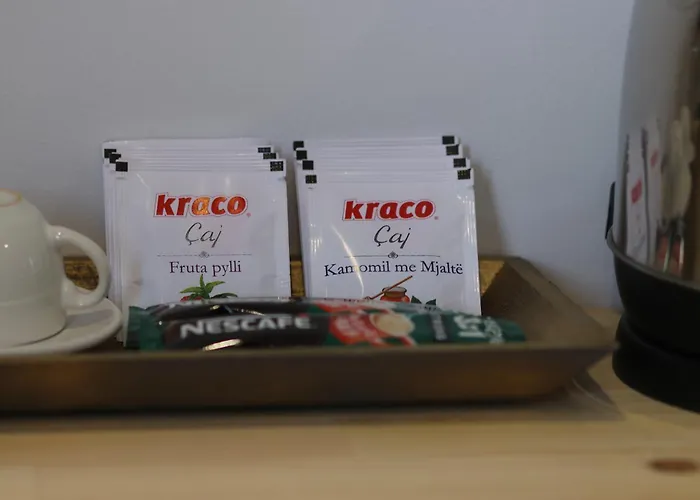 kraco
Çaj
Fruta pylli
kraco
Çaj
Kamomil me Mjaltë
NESCAFÉ